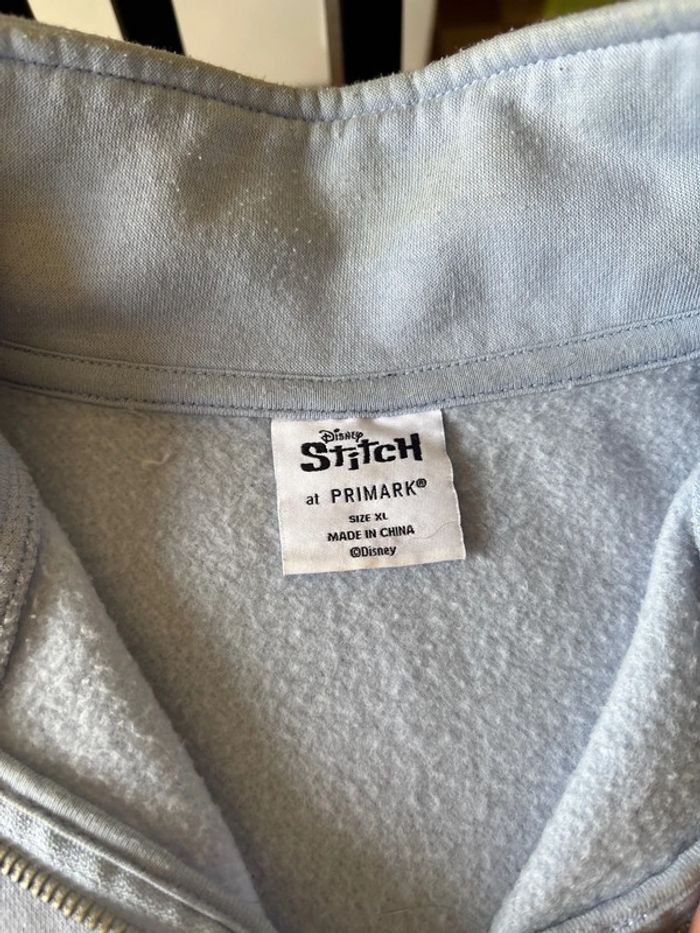 Disney
StitcH
at PRIMARK®
SIZE XL
MADE IN CHINA
©Disney